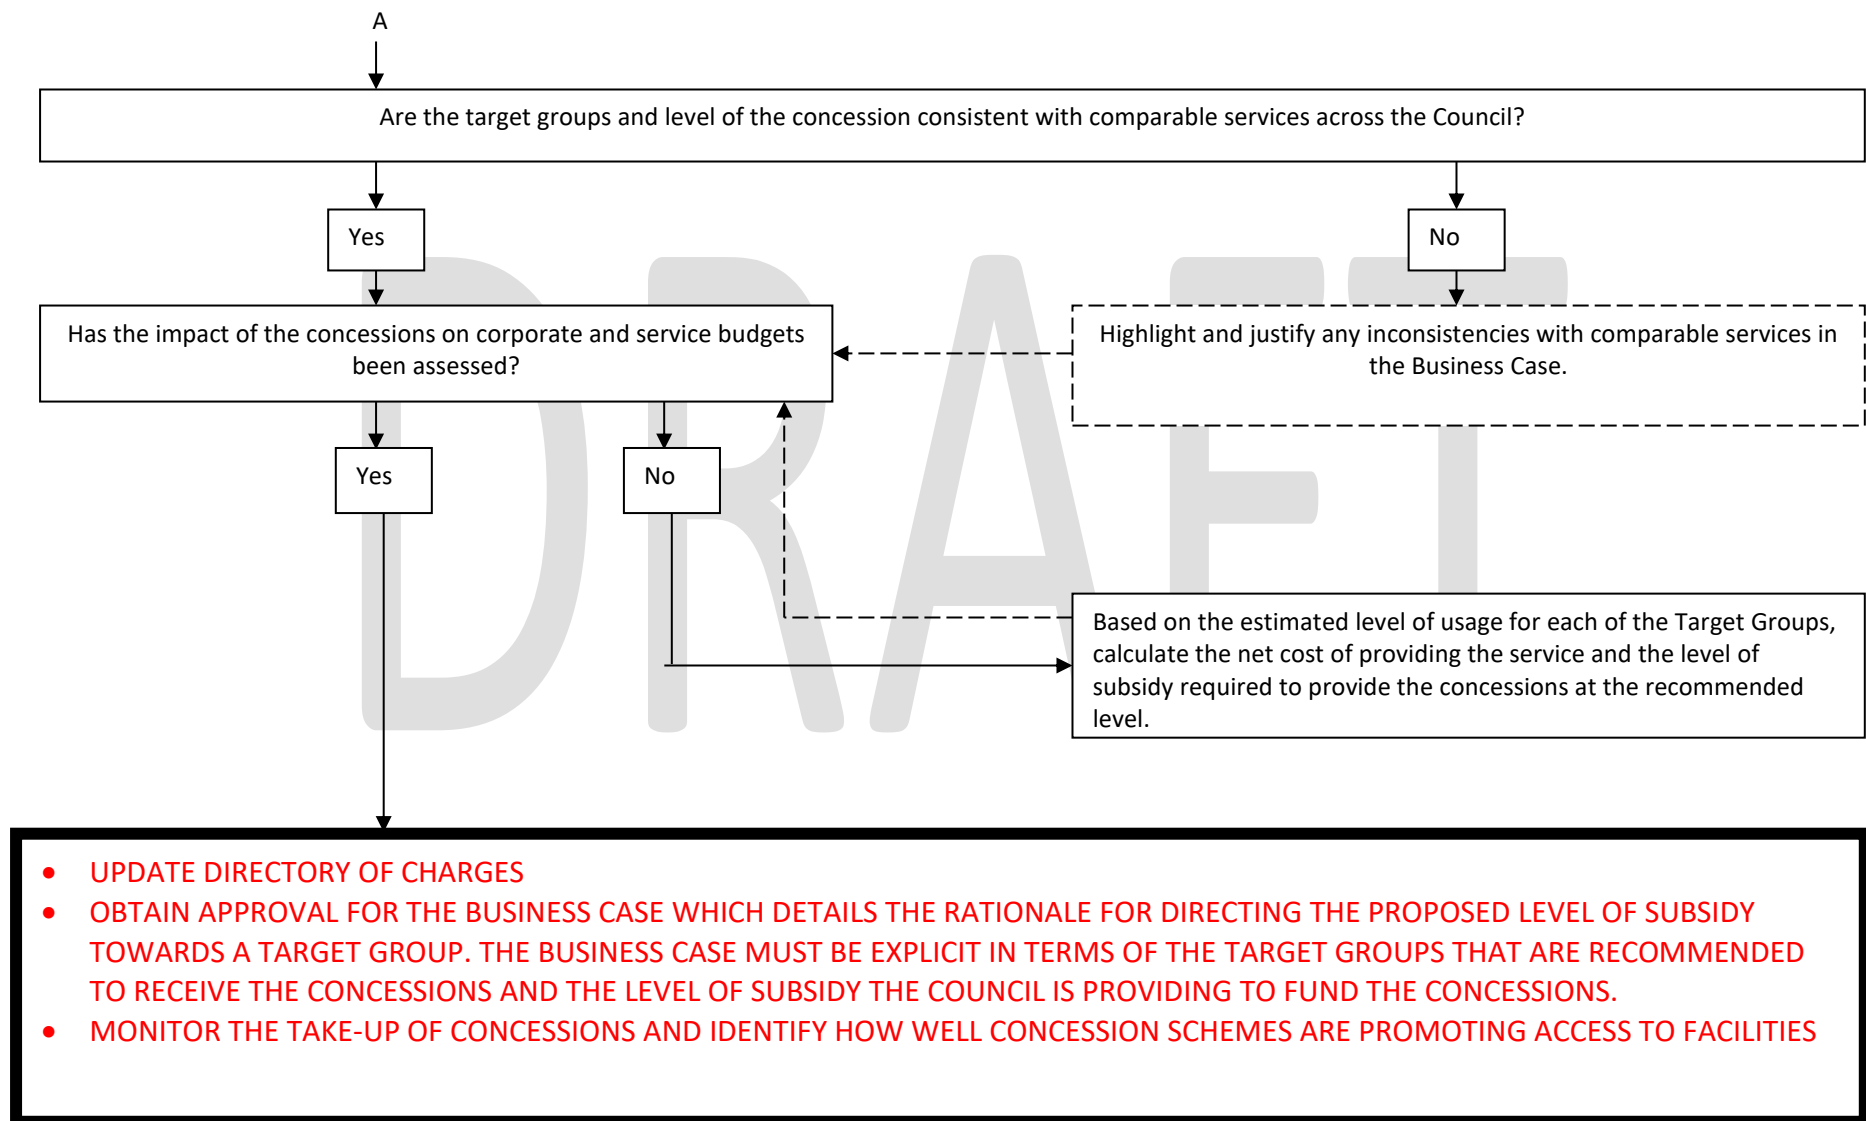 A
Are the target groups and level of the concession consistent with comparable services across the Council?
Yes
No
Has the impact of the concessions on corporate and service budgets
been assessed?
Highlight and justify any inconsistencies with comparable services in
the Business Case.
Yes
No
DRAFT
Based on the estimated level of usage for each of the Target Groups,
calculate the net cost of providing the service and the level of
subsidy required to provide the concessions at the recommended
level.
• UPDATE DIRECTORY OF CHARGES
• OBTAIN APPROVAL FOR THE BUSINESS CASE WHICH DETAILS THE RATIONALE FOR DIRECTING THE PROPOSED LEVEL OF SUBSIDY
TOWARDS A TARGET GROUP. THE BUSINESS CASE MUST BE EXPLICIT IN TERMS OF THE TARGET GROUPS THAT ARE RECOMMENDED
TO RECEIVE THE CONCESSIONS AND THE LEVEL OF SUBSIDY THE COUNCIL IS PROVIDING TO FUND THE CONCESSIONS.
• MONITOR THE TAKE-UP OF CONCESSIONS AND IDENTIFY HOW WELL CONCESSION SCHEMES ARE PROMOTING ACCESS TO FACILITIES